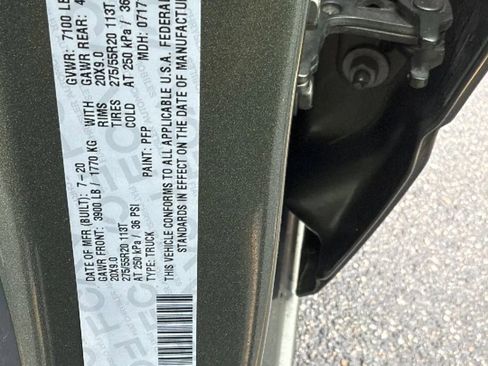 DATE OF MFR (BUILT): 7-20
GVWR: 7100 LB
GAWR FRONT: 3900 LB / 1770 KG WITH
GAWR REAR: 4
20X9.0 RIMS 20X9.0
275/55R20 113T TIRES 275/55R20 113T
AT 250 kPa / 36 PSI COLD AT 250 kPa / 36
TYPE: TRUCK
MDH: 0717
PAINT: PFP
THIS VEHICLE CONFORMS TO ALL APPLICABLE U.S.A. FEDERAL
STANDARDS IN EFFECT ON THE DATE OF MANUFACTUR